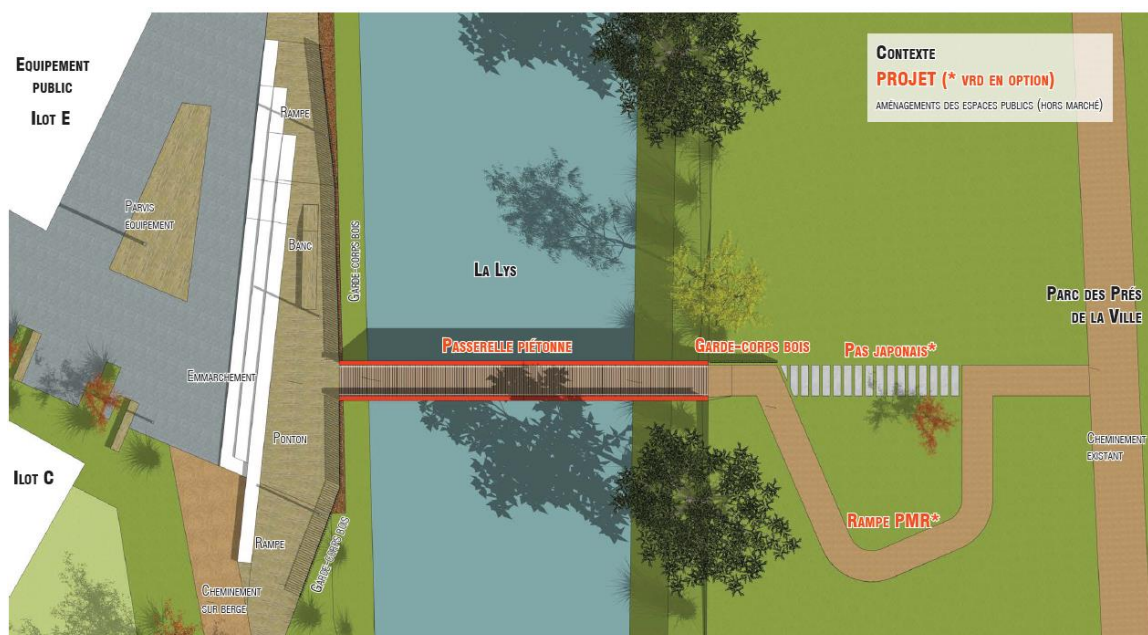 EQUIPEMENT
PUBLIC
ILOT E
RAMPE
PARVIS
EQUIPEMENT
BANC
GARDE-CORPS BOIS
EMMARCHEMENT
PONTON
ILOT C
RAMPE
CHEMINEMENT
SUR BERGE
GARDE-CORPS BOIS
LA LYS
PASSERELLE PIÉTONNE
GARDE-CORPS BOIS
PAS JAPONAIS*
RAMPE PMR*
CONTEXTE
PROJET (* VRD EN OPTION)
AMÉNAGEMENTS DES ESPACES PUBLICS (HORS MARCHÉ)
PARC DES PRÉS
DE LA VILLE
CHEMINEMENT
EXISTANT